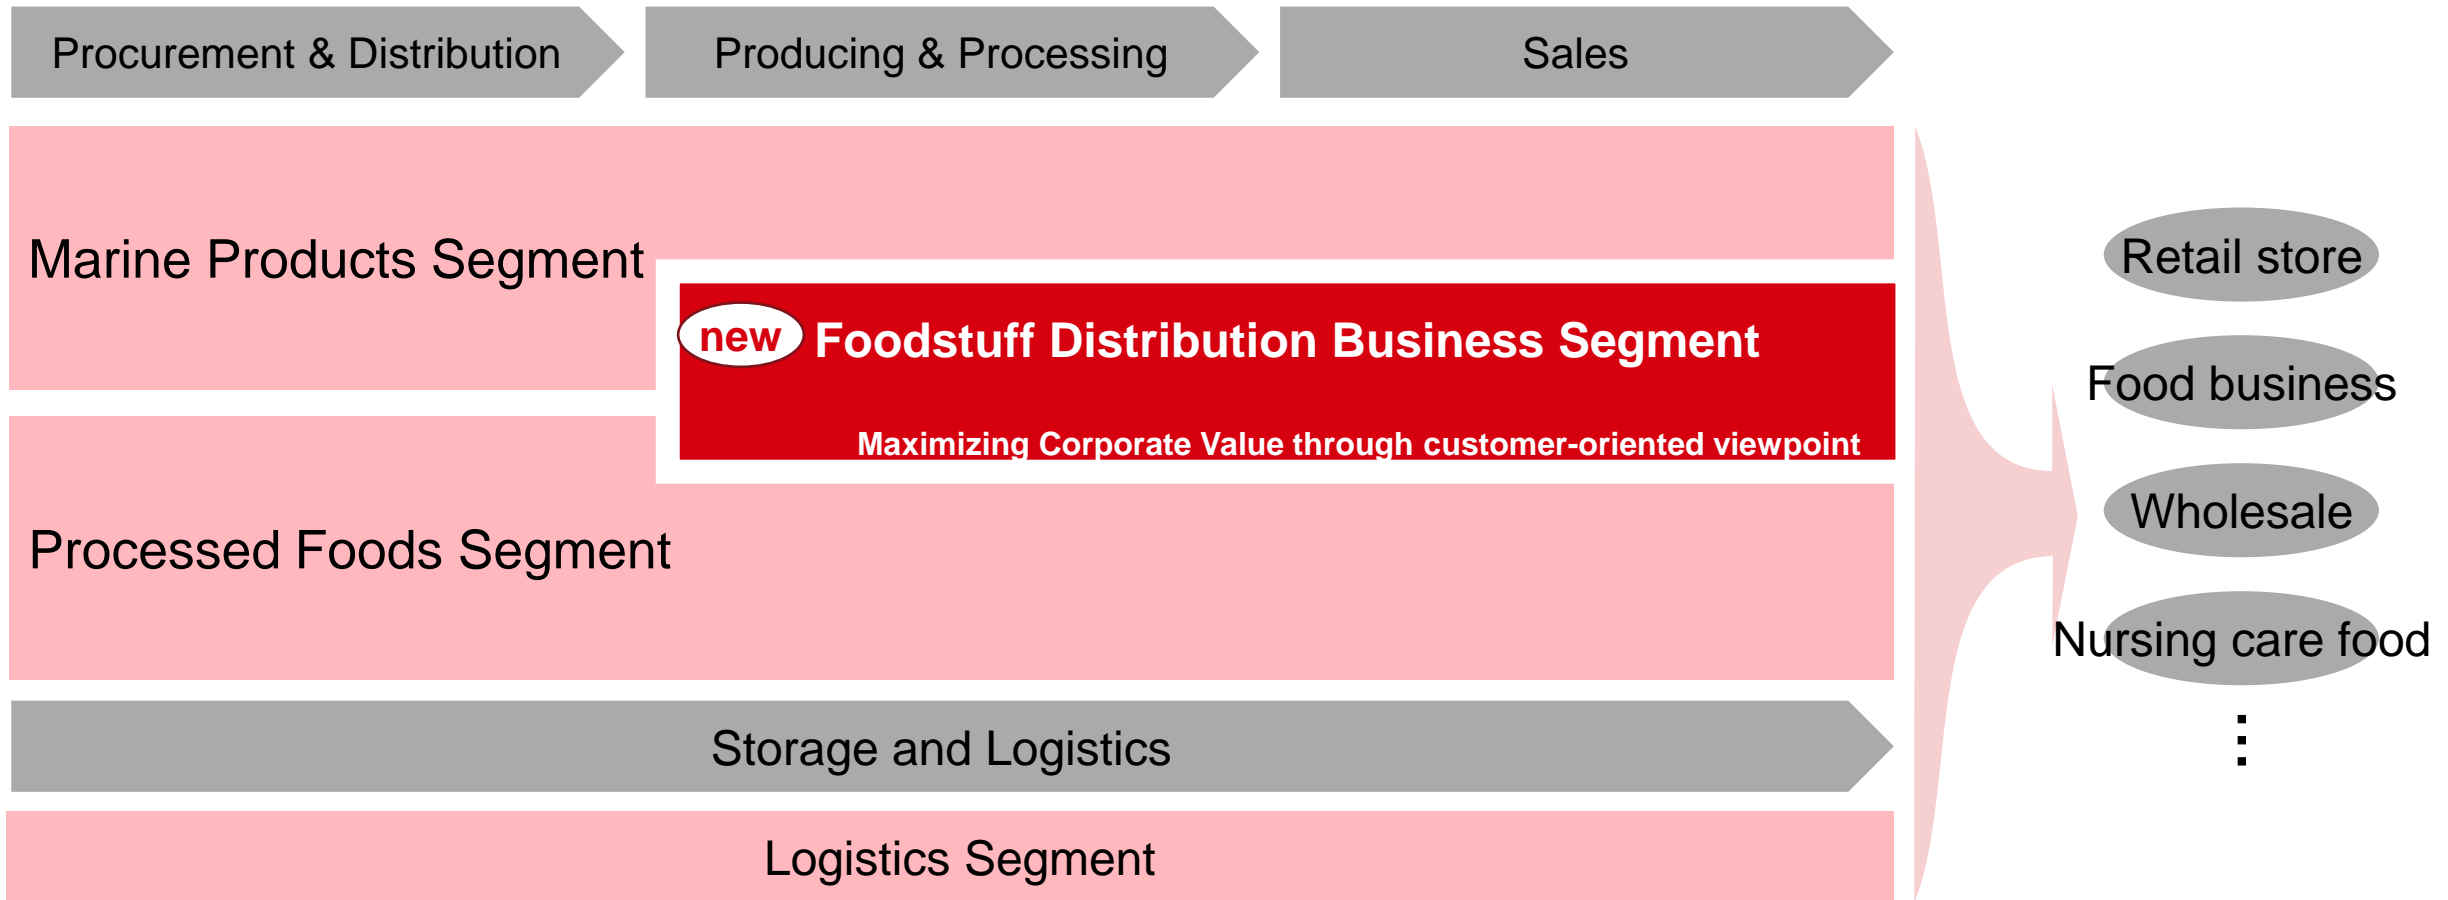 Procurement & Distribution
Producing & Processing
Sales
Marine Products Segment
new
Foodstuff Distribution Business Segment
Maximizing Corporate Value through customer-oriented viewpoint
Processed Foods Segment
Storage and Logistics
Logistics Segment
Retail store
Food business
Wholesale
Nursing care food
⋮